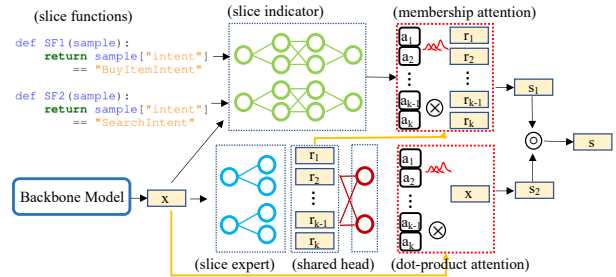 (slice functions)
(slice indicator)
(membership attention)
def SF1(sample):
return sample["intent"]
== "BuyItemIntent"
def SF2(sample):
return sample["intent"]
== "SearchIntent"
a1
a2
ak-1
ak
r1
r2
rk-1
rk
s1
s
s2
Backbone Model
x
r1
r2
rk-1
rk
a1
a2
ak-1
ak
x
(slice expert)
(shared head)
(dot-product attention)